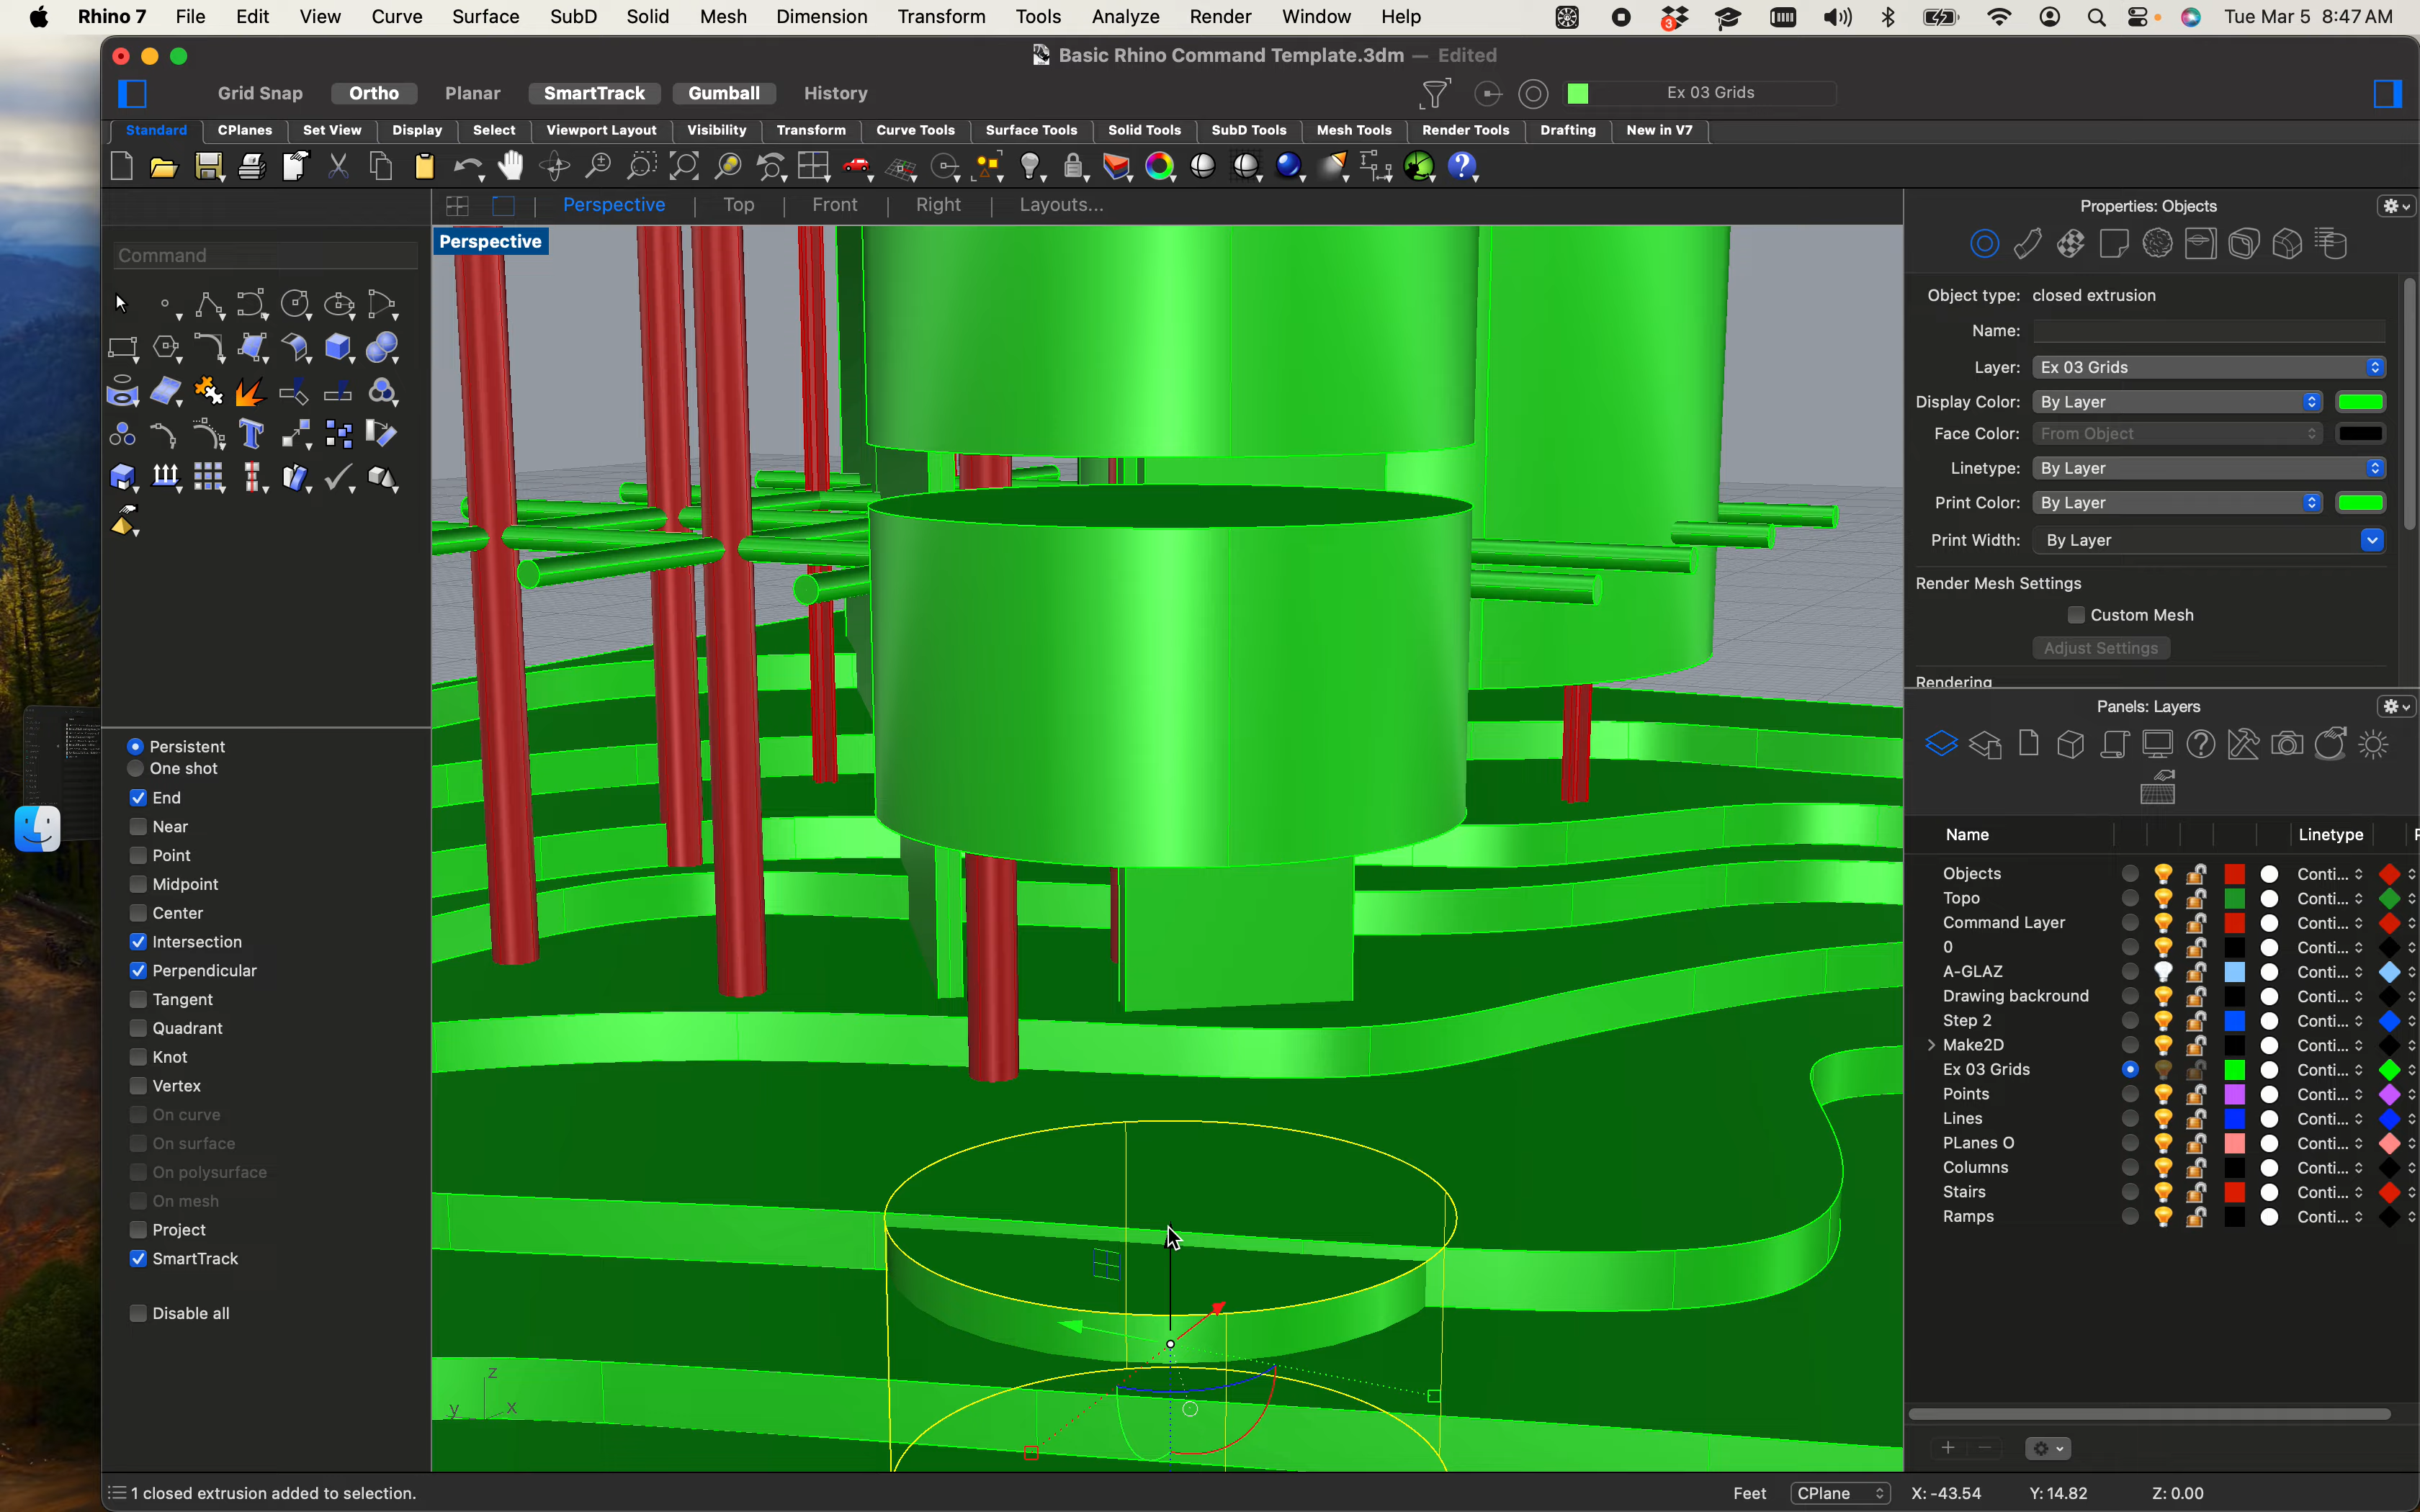 Rhino 7 File Edit View Curve Surface SubD Solid Mesh Dimension Transform Tools Analyze Render Window Help 3 Tue Mar 5 8:47 AM
Basic Rhino Command Template.3dm — Edited
Grid Snap Ortho Planar SmartTrack Gumball History Ex 03 Grids
Standard CPlanes Set View Display Select Viewport Layout Visibility Transform Curve Tools Surface Tools Solid Tools SubD Tools Mesh Tools Render Tools Drafting New in V7
Perspective Top Front Right Layouts...
Perspective
Command
Persistent
One shot
End
Near
Point
Midpoint
Center
Intersection
Perpendicular
Tangent
Quadrant
Knot
Vertex
On curve
On surface
On polysurface
On mesh
Project
SmartTrack
Disable all
z
y x
Properties: Objects
Object type: closed extrusion
Name:
Layer: Ex 03 Grids
Display Color: By Layer
Face Color: From Object
Linetype: By Layer
Print Color: By Layer
Print Width: By Layer
Render Mesh Settings
Custom Mesh
Adjust Settings
Rendering
Panels: Layers
Name Linetype
Objects Conti...
Topo Conti...
Command Layer Conti...
0 Conti...
A-GLAZ Conti...
Drawing backround Conti...
Step 2 Conti...
Make2D Conti...
Ex 03 Grids Conti...
Points Conti...
Lines Conti...
PLanes O Conti...
Columns Conti...
Stairs Conti...
Ramps Conti...
1 closed extrusion added to selection. Feet CPlane X: -43.54 Y: 14.82 Z: 0.00